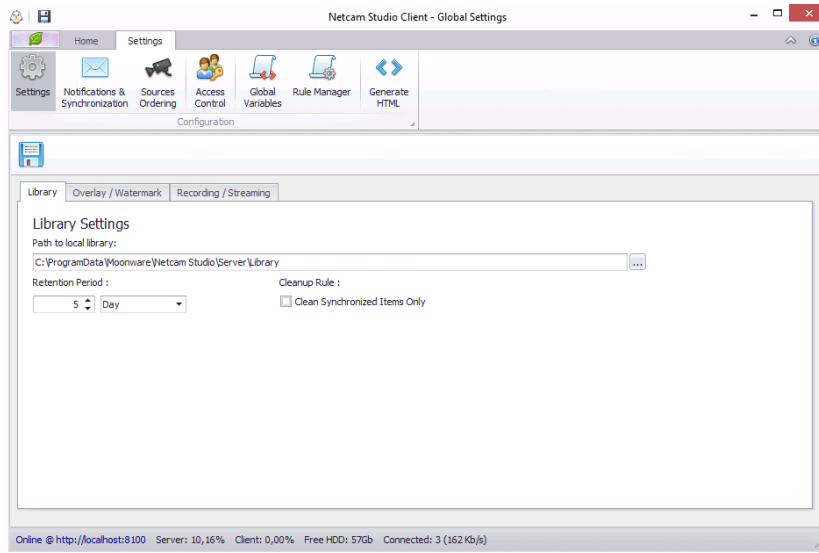 Netcam Studio Client - Global Settings
Home Settings
Settings
Notifications &
Synchronization
Sources
Ordering
Access
Control
Global
Variables
Rule Manager
Generate
HTML
Configuration
Library Overlay / Watermark Recording / Streaming
Library Settings
Path to local library:
C:\ProgramData\Moonware\Netcam Studio\Server\Library
...
Retention Period : Cleanup Rule :
5 Day Clean Synchronized Items Only
Online @ http://localhost:8100 Server: 10,16% Client: 0,00% Free HDD: 57Gb Connected: 3 (162 Kb/s)